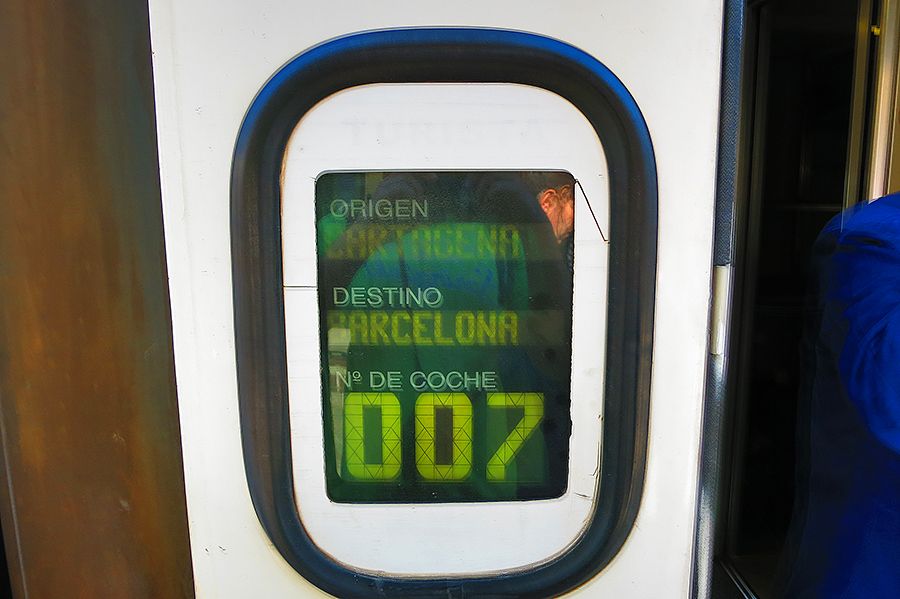 ORIGEN
CARTAGENA
DESTINO
BARCELONA
Nº DE COCHE
007